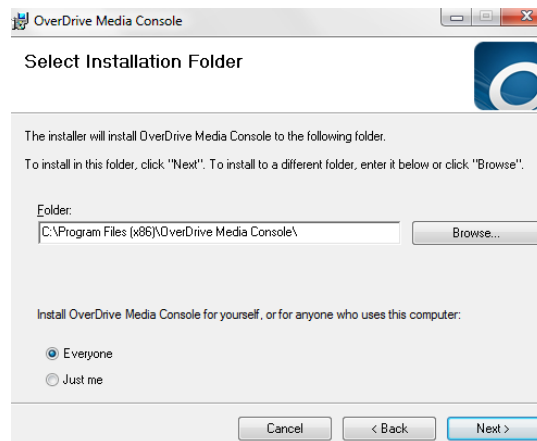 OverDrive Media Console
Select Installation Folder
The installer will install OverDrive Media Console to the following folder.
To install in this folder, click "Next". To install to a different folder, enter it below or click "Browse".
Folder:
C:\Program Files (x86)\OverDrive Media Console\
Browse...
Install OverDrive Media Console for yourself, or for anyone who uses this computer:
Everyone
Just me
Cancel
< Back
Next >